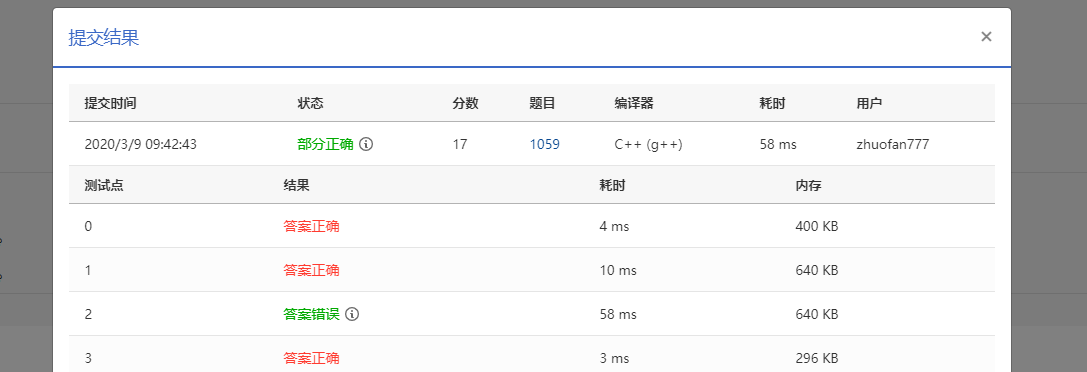 提交结果 ×
提交时间 状态 分数 题目 编译器 耗时 用户
2020/3/9 09:42:43 部分正确 17 1059 C++ (g++) 58 ms zhuofan777
测试点 结果 耗时 内存
0 答案正确 4 ms 400 KB
1 答案正确 10 ms 640 KB
2 答案错误 58 ms 640 KB
3 答案正确 3 ms 296 KB